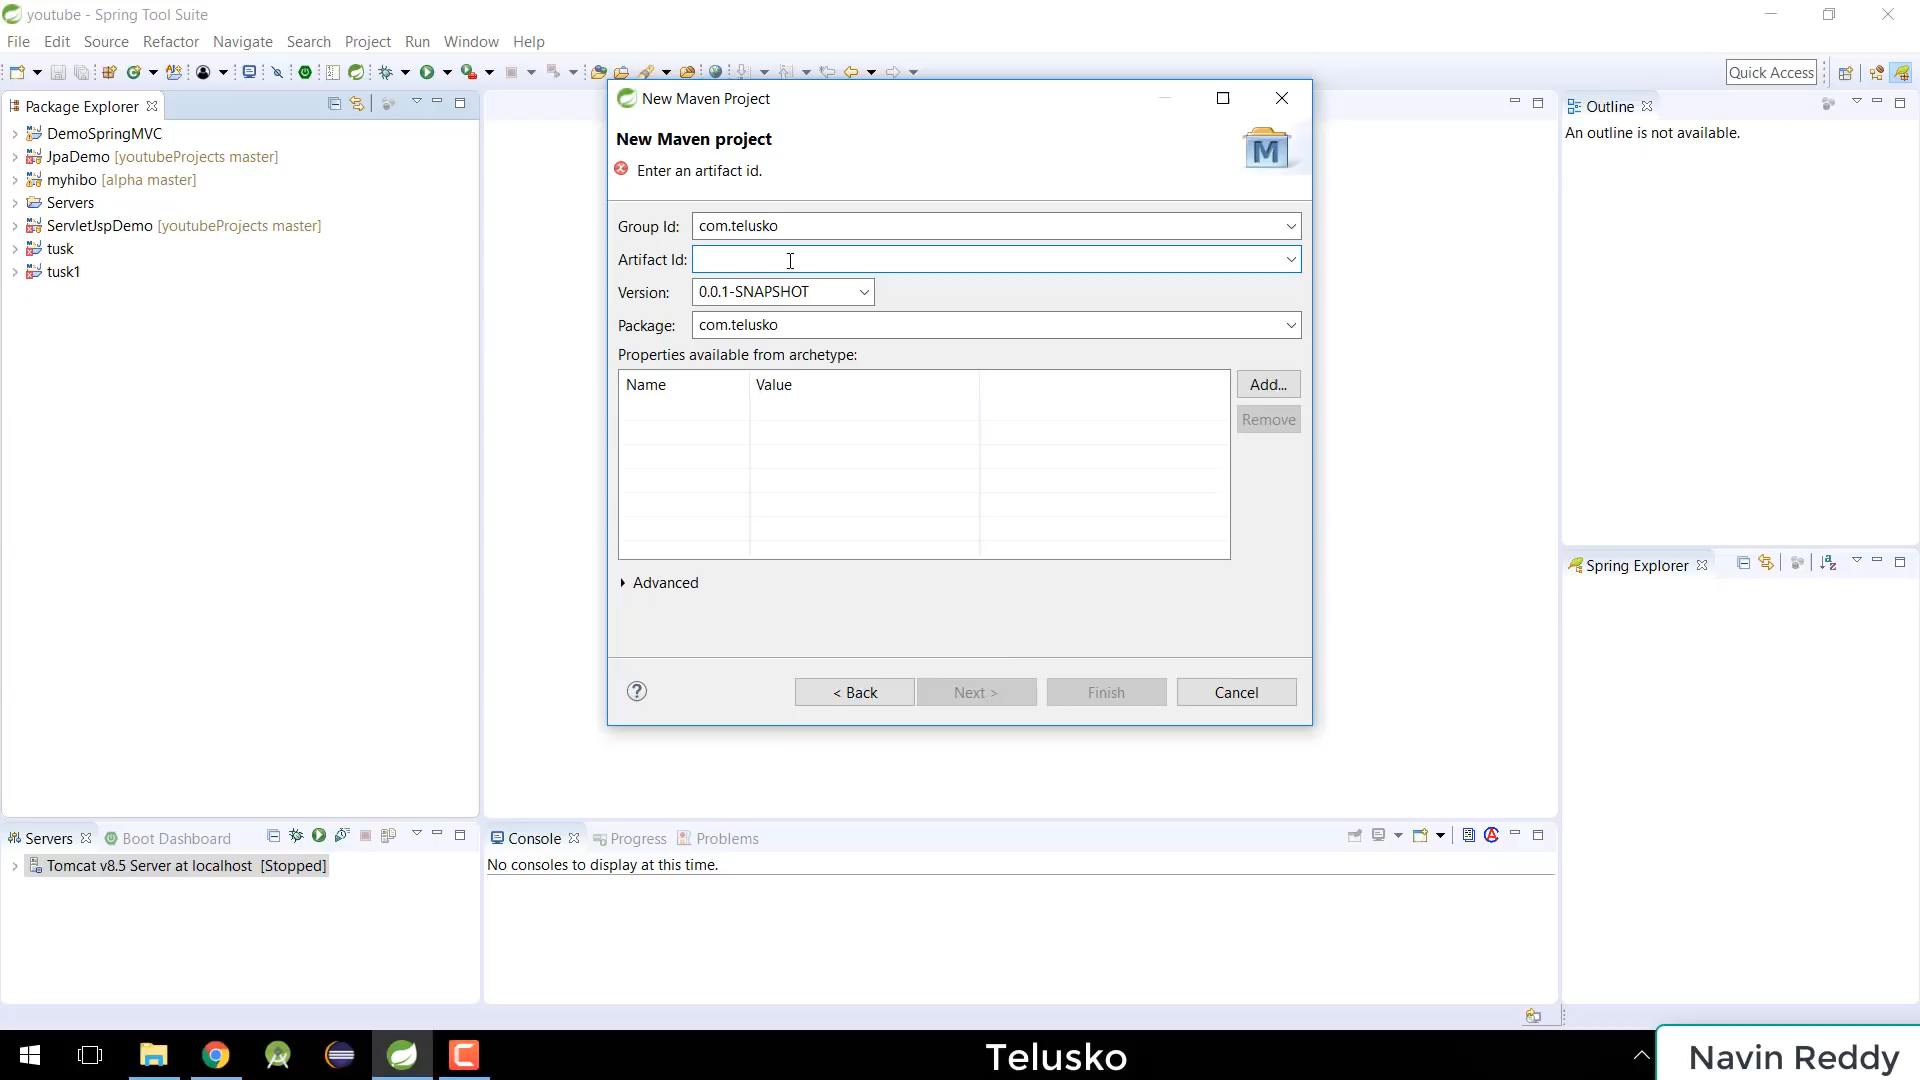 youtube - Spring Tool Suite
File Edit Source Refactor Navigate Search Project Run Window Help
Quick Access
Package Explorer
DemoSpringMVC
JpaDemo [youtubeProjects master]
myhibo [alpha master]
Servers
ServletJspDemo [youtubeProjects master]
tusk
tusk1
New Maven Project
New Maven project
Enter an artifact id.
M
Group Id: com.telusko
Artifact Id:
Version: 0.0.1-SNAPSHOT
Package: com.telusko
Properties available from archetype:
Name Value
Add...
Remove
Advanced
< Back Next > Finish Cancel
Outline
An outline is not available.
Spring Explorer
Servers Boot Dashboard
Tomcat v8.5 Server at localhost [Stopped]
Console Progress Problems
No consoles to display at this time.
Telusko
Navin Reddy